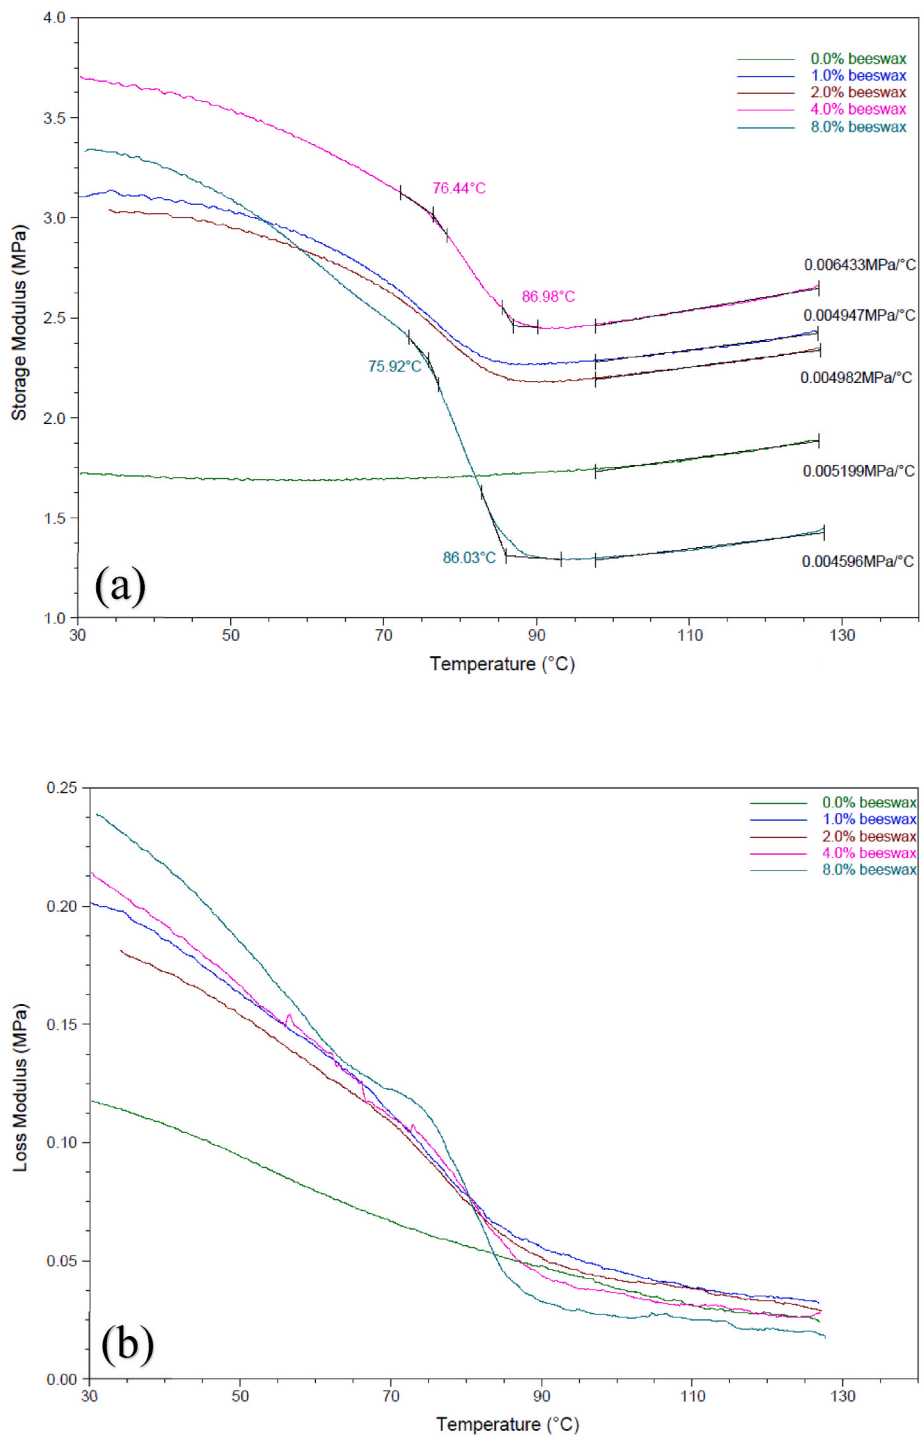 4.0
3.5
3.0
2.5
2.0
1.5
1.0
Storage Modulus (MPa)
0.0% beeswax
1.0% beeswax
2.0% beeswax
4.0% beeswax
8.0% beeswax
76.44°C
86.98°C
75.92°C
86.03°C
0.006433MPa/°C
0.004947MPa/°C
0.004982MPa/°C
0.005199MPa/°C
0.004596MPa/°C
(a)
30 50 70 90 110 130
Temperature (°C)
0.25
0.20
0.15
0.10
0.05
0.00
Loss Modulus (MPa)
0.0% beeswax
1.0% beeswax
2.0% beeswax
4.0% beeswax
8.0% beeswax
(b)
30 50 70 90 110 130
Temperature (°C)